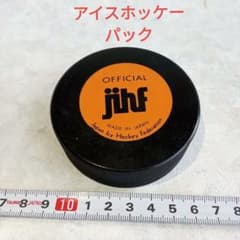 アイスホッケー
パック
OFFICIAL
jihf
MADE IN JAPAN
Japan Ice Hockey Federation
7 8 9 10 1 2 3 4 5 6 7 8 9